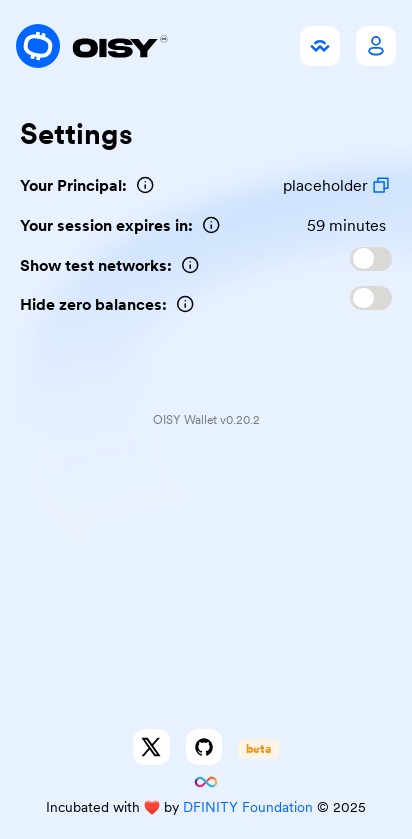 OISY
Settings
Your Principal: placeholder
Your session expires in: 59 minutes
Show test networks:
Hide zero balances:
OISY Wallet v0.20.2
beta
Incubated with ❤️ by DFINITY Foundation © 2025